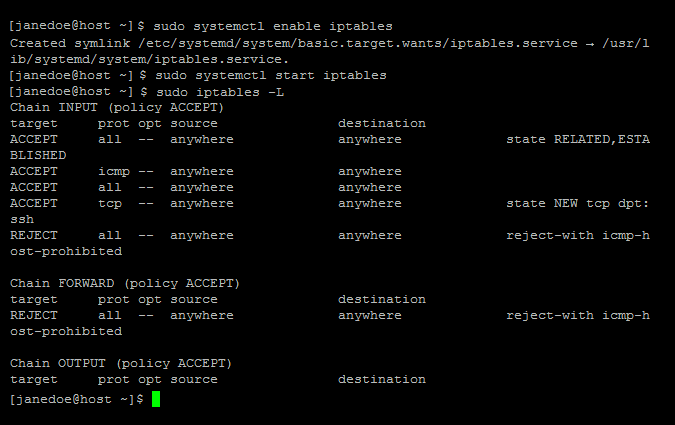 [janedoe@host ~]$ sudo systemctl enable iptables
Created symlink /etc/systemd/system/basic.target.wants/iptables.service → /usr/l
ib/systemd/system/iptables.service.
[janedoe@host ~]$ sudo systemctl start iptables
[janedoe@host ~]$ sudo iptables -L
Chain INPUT (policy ACCEPT)
target     prot opt source               destination
ACCEPT     all  --  anywhere             anywhere             state RELATED,ESTA
BLISHED
ACCEPT     icmp --  anywhere             anywhere
ACCEPT     all  --  anywhere             anywhere
ACCEPT     tcp  --  anywhere             anywhere             state NEW tcp dpt:
ssh
REJECT     all  --  anywhere             anywhere             reject-with icmp-h
ost-prohibited
Chain FORWARD (policy ACCEPT)
target     prot opt source               destination
REJECT     all  --  anywhere             anywhere             reject-with icmp-h
ost-prohibited
Chain OUTPUT (policy ACCEPT)
target     prot opt source               destination
[janedoe@host ~]$